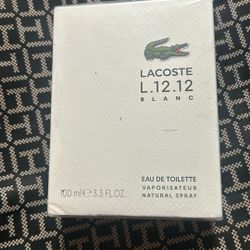 LACOSTE
L.12.12
BLANC
EAU DE TOILETTE
100 ml ℮ 3.3 FL.OZ.
VAPORISATEUR
NATURAL SPRAY